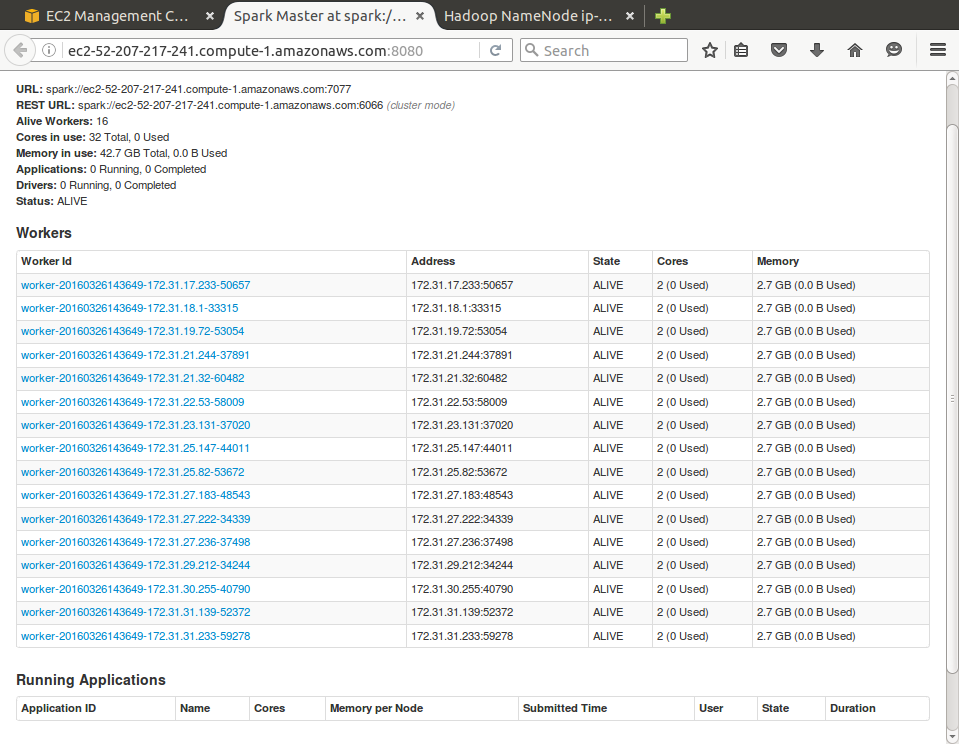 EC2 Management C... × Spark Master at spark:/... × Hadoop NameNode ip-... ×
ec2-52-207-217-241.compute-1.amazonaws.com:8080 Search
URL: spark://ec2-52-207-217-241.compute-1.amazonaws.com:7077
REST URL: spark://ec2-52-207-217-241.compute-1.amazonaws.com:6066 (cluster mode)
Alive Workers: 16
Cores in use: 32 Total, 0 Used
Memory in use: 42.7 GB Total, 0.0 B Used
Applications: 0 Running, 0 Completed
Drivers: 0 Running, 0 Completed
Status: ALIVE
Workers
Worker Id Address State Cores Memory
worker-20160326143649-172.31.17.233-50657 172.31.17.233:50657 ALIVE 2 (0 Used) 2.7 GB (0.0 B Used)
worker-20160326143649-172.31.18.1-33315 172.31.18.1:33315 ALIVE 2 (0 Used) 2.7 GB (0.0 B Used)
worker-20160326143649-172.31.19.72-53054 172.31.19.72:53054 ALIVE 2 (0 Used) 2.7 GB (0.0 B Used)
worker-20160326143649-172.31.21.244-37891 172.31.21.244:37891 ALIVE 2 (0 Used) 2.7 GB (0.0 B Used)
worker-20160326143649-172.31.21.32-60482 172.31.21.32:60482 ALIVE 2 (0 Used) 2.7 GB (0.0 B Used)
worker-20160326143649-172.31.22.53-58009 172.31.22.53:58009 ALIVE 2 (0 Used) 2.7 GB (0.0 B Used)
worker-20160326143649-172.31.23.131-37020 172.31.23.131:37020 ALIVE 2 (0 Used) 2.7 GB (0.0 B Used)
worker-20160326143649-172.31.25.147-44011 172.31.25.147:44011 ALIVE 2 (0 Used) 2.7 GB (0.0 B Used)
worker-20160326143649-172.31.25.82-53672 172.31.25.82:53672 ALIVE 2 (0 Used) 2.7 GB (0.0 B Used)
worker-20160326143649-172.31.27.183-48543 172.31.27.183:48543 ALIVE 2 (0 Used) 2.7 GB (0.0 B Used)
worker-20160326143649-172.31.27.222-34339 172.31.27.222:34339 ALIVE 2 (0 Used) 2.7 GB (0.0 B Used)
worker-20160326143649-172.31.27.236-37498 172.31.27.236:37498 ALIVE 2 (0 Used) 2.7 GB (0.0 B Used)
worker-20160326143649-172.31.29.212-34244 172.31.29.212:34244 ALIVE 2 (0 Used) 2.7 GB (0.0 B Used)
worker-20160326143649-172.31.30.255-40790 172.31.30.255:40790 ALIVE 2 (0 Used) 2.7 GB (0.0 B Used)
worker-20160326143649-172.31.31.139-52372 172.31.31.139:52372 ALIVE 2 (0 Used) 2.7 GB (0.0 B Used)
worker-20160326143649-172.31.31.233-59278 172.31.31.233:59278 ALIVE 2 (0 Used) 2.7 GB (0.0 B Used)
Running Applications
Application ID Name Cores Memory per Node Submitted Time User State Duration